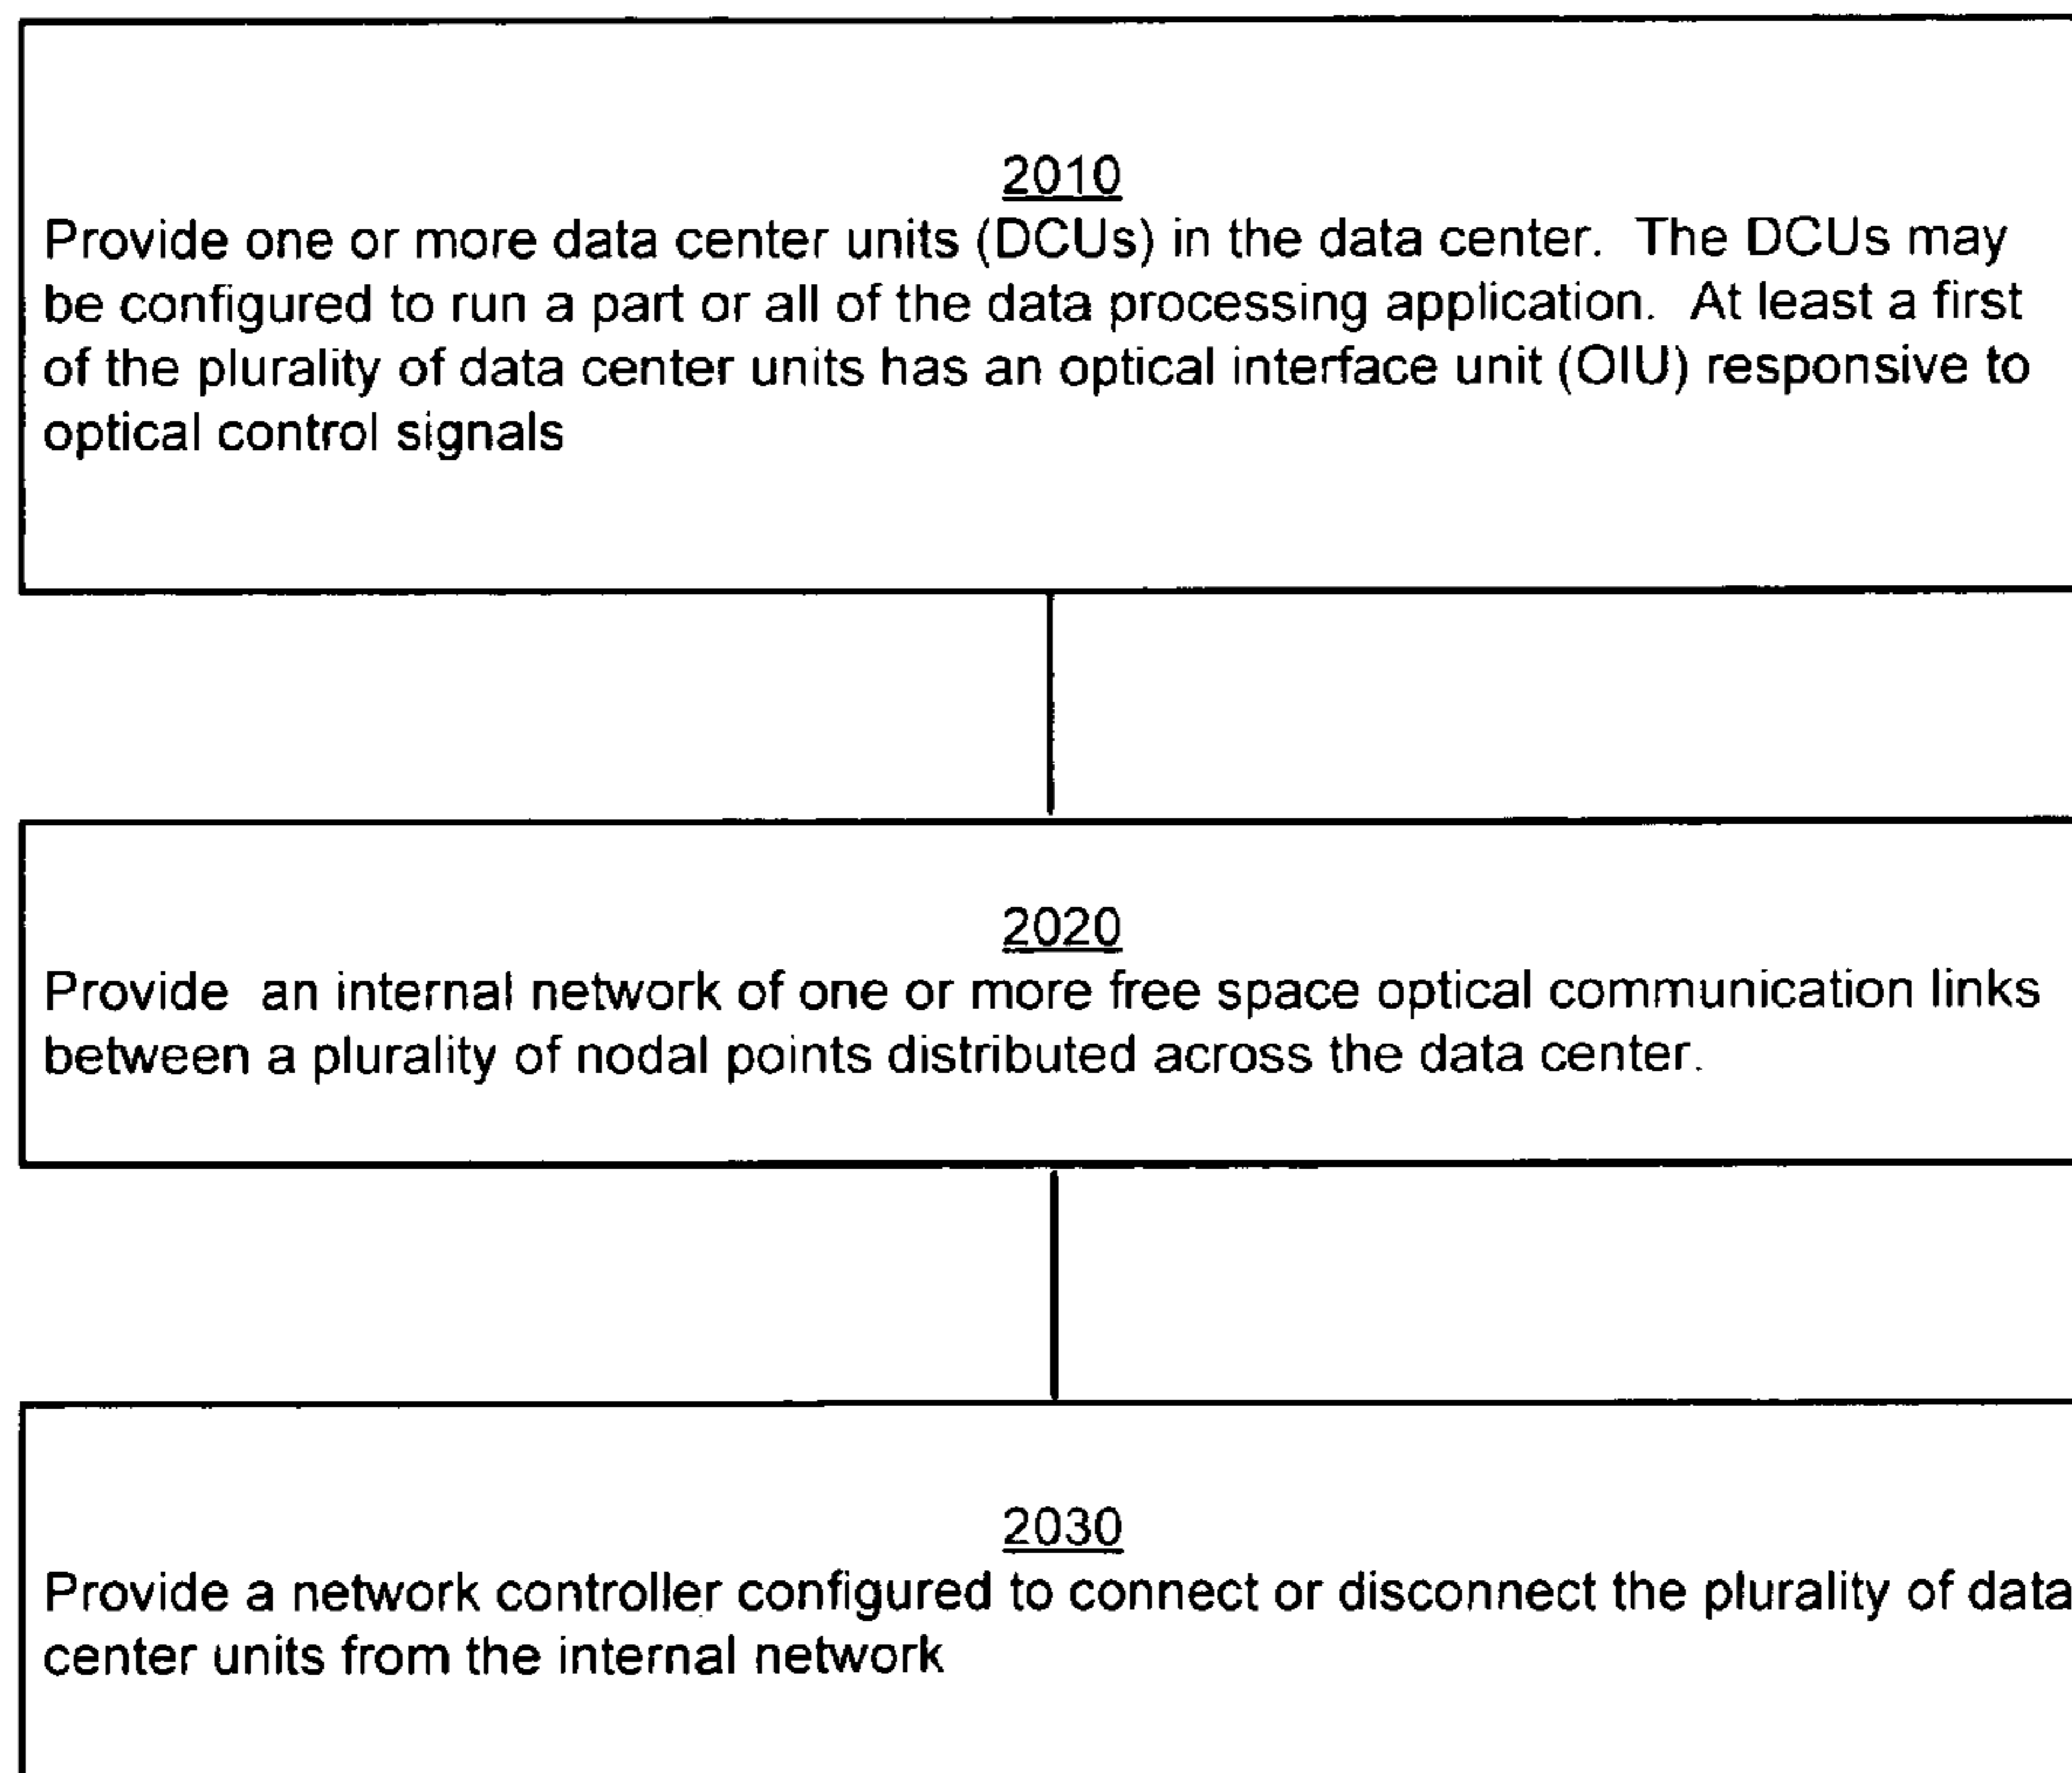 2010
Provide one or more data center units (DCUs) in the data center. The DCUs may
be configured to run a part or all of the data processing application. At least a first
of the plurality of data center units has an optical interface unit (OIU) responsive to
optical control signals
2020
Provide an internal network of one or more free space optical communication links
between a plurality of nodal points distributed across the data center.
2030
Provide a network controller configured to connect or disconnect the plurality of data
center units from the internal network